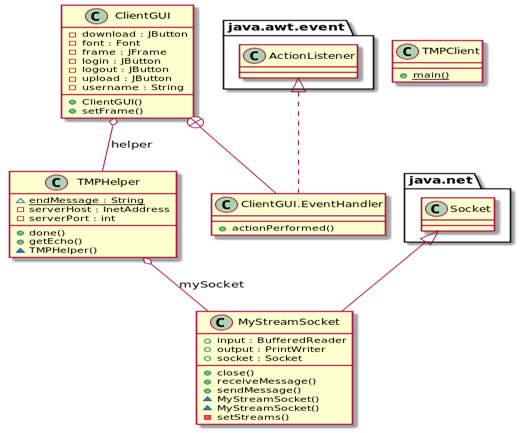 C ClientGUI
download : JButton
font : Font
frame : JFrame
login : JButton
logout : JButton
upload : JButton
username : String
ClientGUI()
setFrame()
java.awt.event
C ActionListener
C TMPClient
main()
helper
C TMPHelper
endMessage : String
serverHost : InetAddress
serverPort : int
done()
getEcho()
TMPHelper()
C ClientGUI.EventHandler
actionPerformed()
java.net
C Socket
mySocket
C MyStreamSocket
input : BufferedReader
output : PrintWriter
socket : Socket
close()
receiveMessage()
sendMessage()
MyStreamSocket()
MyStreamSocket()
setStreams()